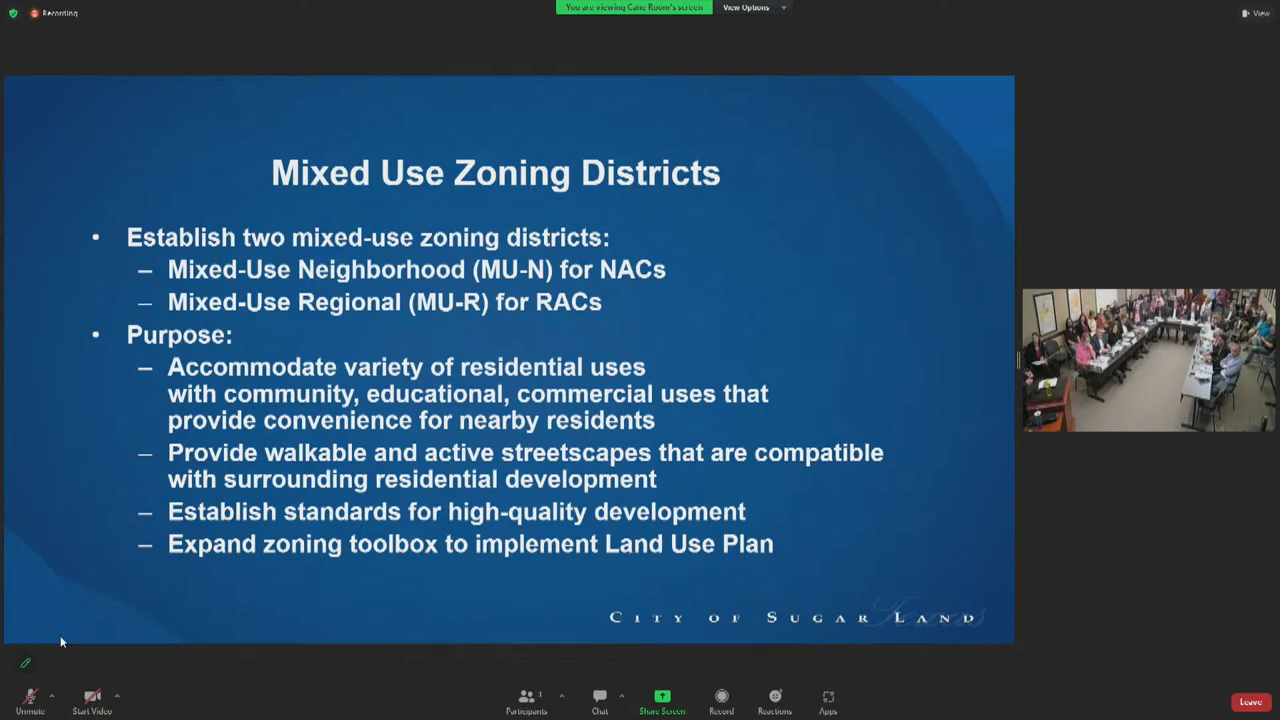 Recording
You are viewing Cane Room's screen
View Options
View
Mixed Use Zoning Districts
• Establish two mixed-use zoning districts:
– Mixed-Use Neighborhood (MU-N) for NACs
– Mixed-Use Regional (MU-R) for RACs
• Purpose:
– Accommodate variety of residential uses
with community, educational, commercial uses that
provide convenience for nearby residents
– Provide walkable and active streetscapes that are compatible
with surrounding residential development
– Establish standards for high-quality development
– Expand zoning toolbox to implement Land Use Plan
CITY OF SUGAR LAND
Texas
1
Unmute
Start Video
Participants
Chat
Share Screen
Record
Reactions
Apps
Leave